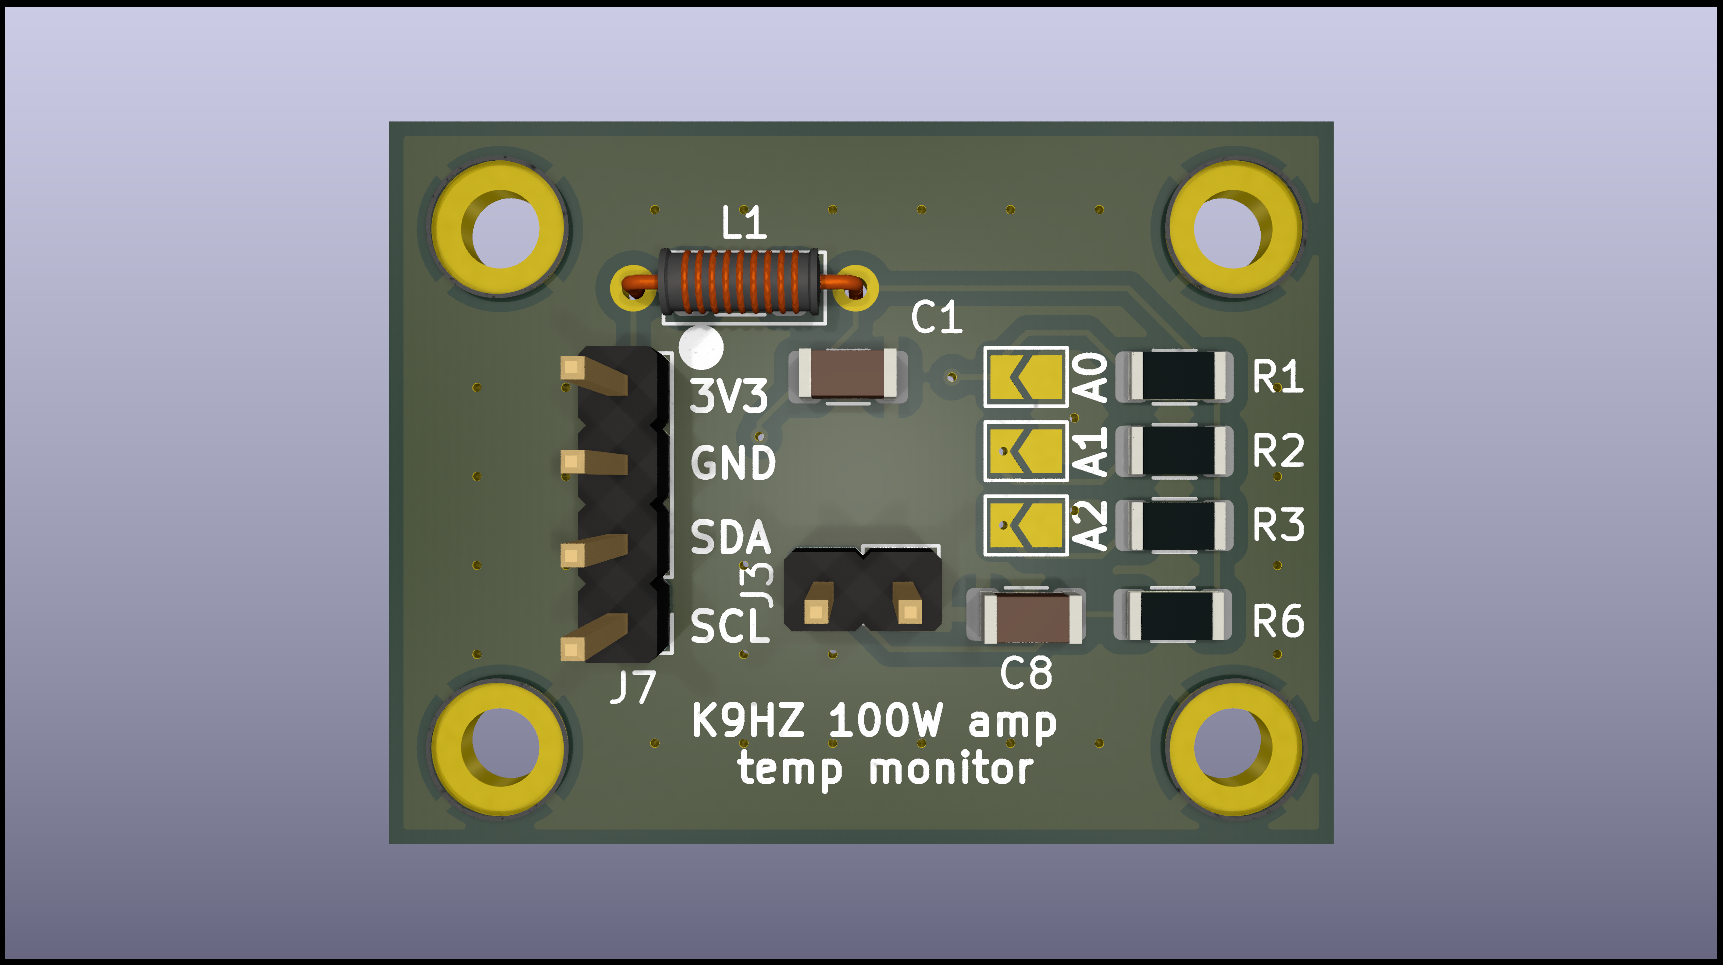 L1
C1
3V3
A0
R1
GND
A1
R2
SDA
A2
R3
J3
SCL
R6
J7
C8
K9HZ 100W amp
temp monitor